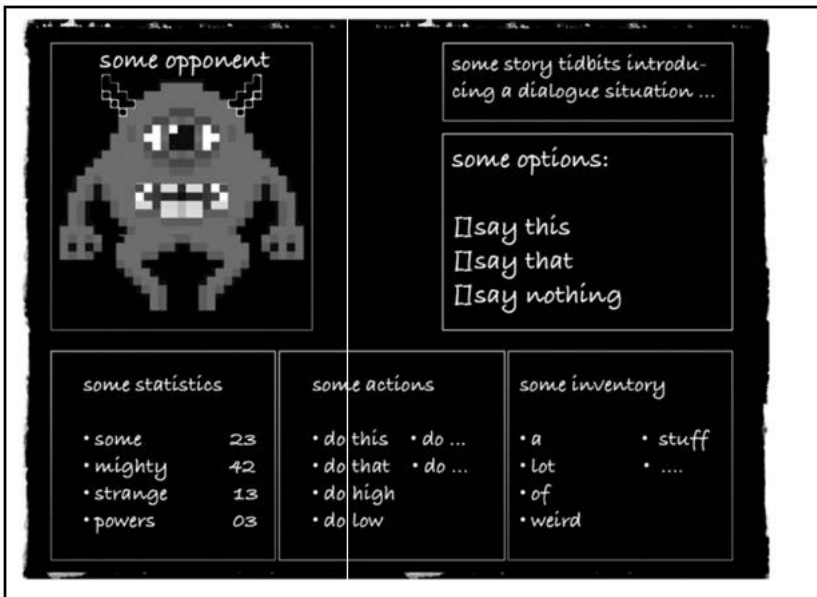 some opponent
some story tidbits introdu-
cing a dialogue situation ...
some options:
say this
say that
say nothing
some statistics
• some 23
• mighty 42
• strange 13
• powers 03
some actions
• do this • do ...
• do that • do ...
• do high
• do low
some inventory
• a • stuff
• lot • ....
• of
• weird